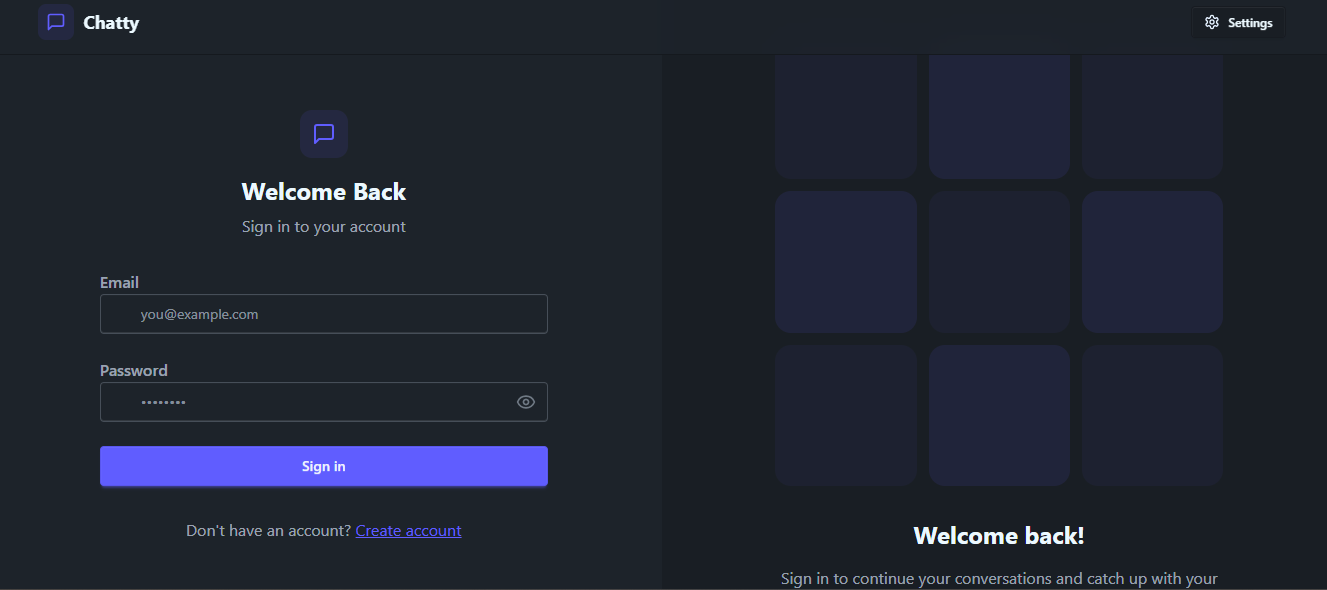 Chatty
Settings
Welcome Back
Sign in to your account
Email
you@example.com
Password
••••••••
Sign in
Don't have an account? Create account
Welcome back!
Sign in to continue your conversations and catch up with your